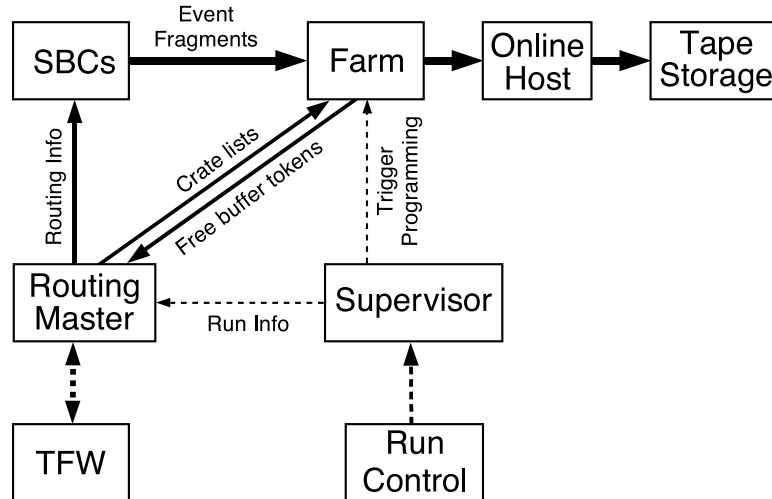 Event
Fragments
SBCs
Farm
Online
Host
Tape
Storage
Routing Info
Crate lists
Free buffer tokens
Trigger
Programming
Routing
Master
Run Info
Supervisor
TFW
Run
Control